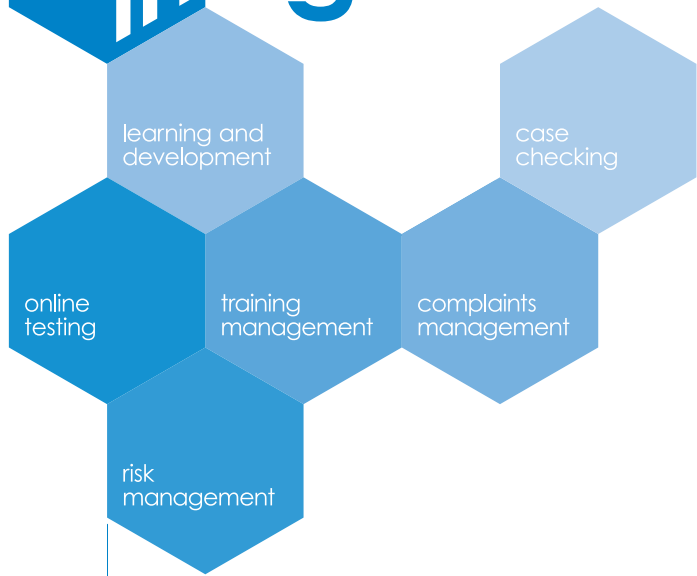 learning and
development
case
checking
online
testing
training
management
complaints
management
risk
management